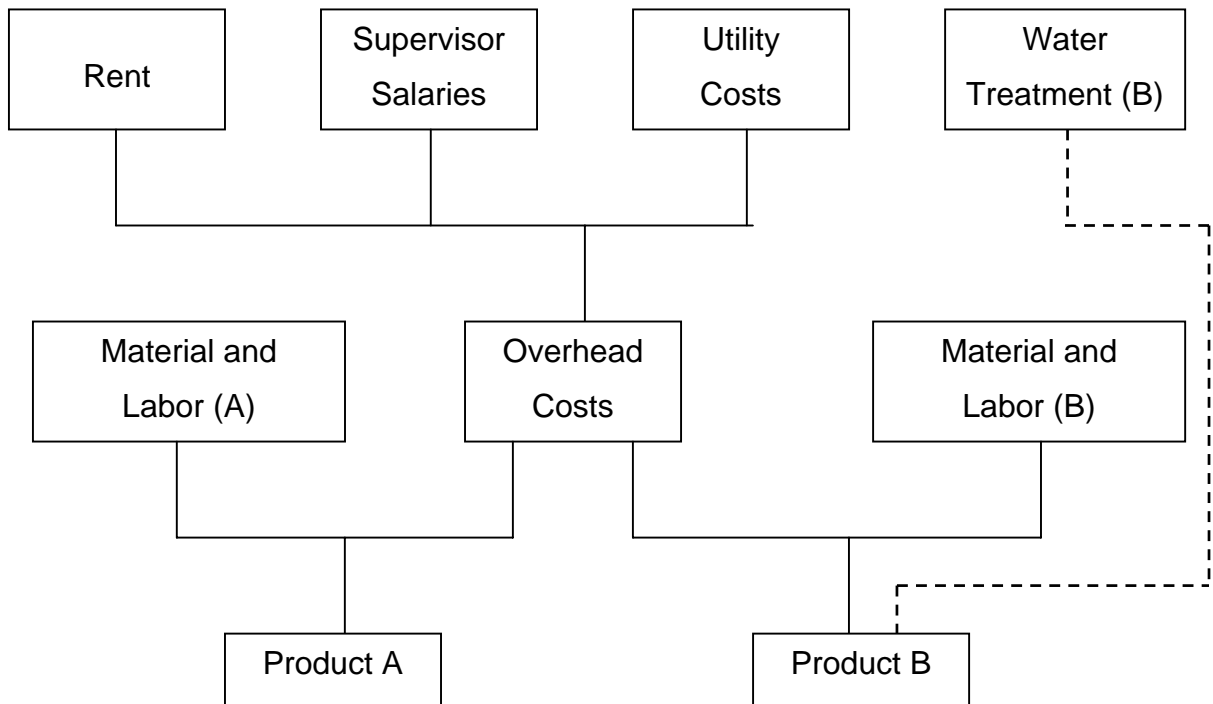 Rent
Supervisor
Salaries
Utility
Costs
Water
Treatment (B)
Material and
Labor (A)
Overhead
Costs
Material and
Labor (B)
Product A
Product B